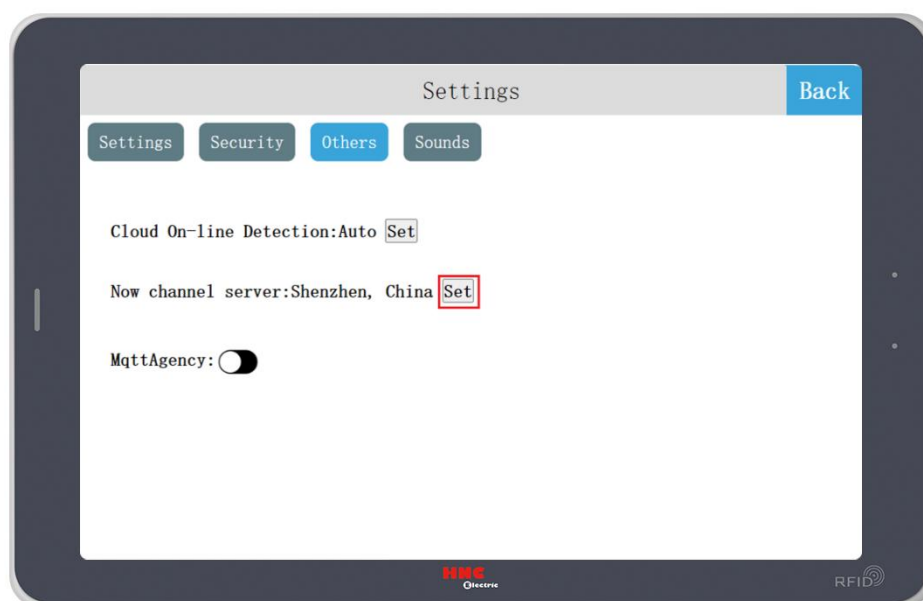 Settings
Back
Settings Security Others Sounds
Cloud On-line Detection:Auto Set
Now channel server:Shenzhen, China Set
MqttAgency:
HNC
Electric
RFID